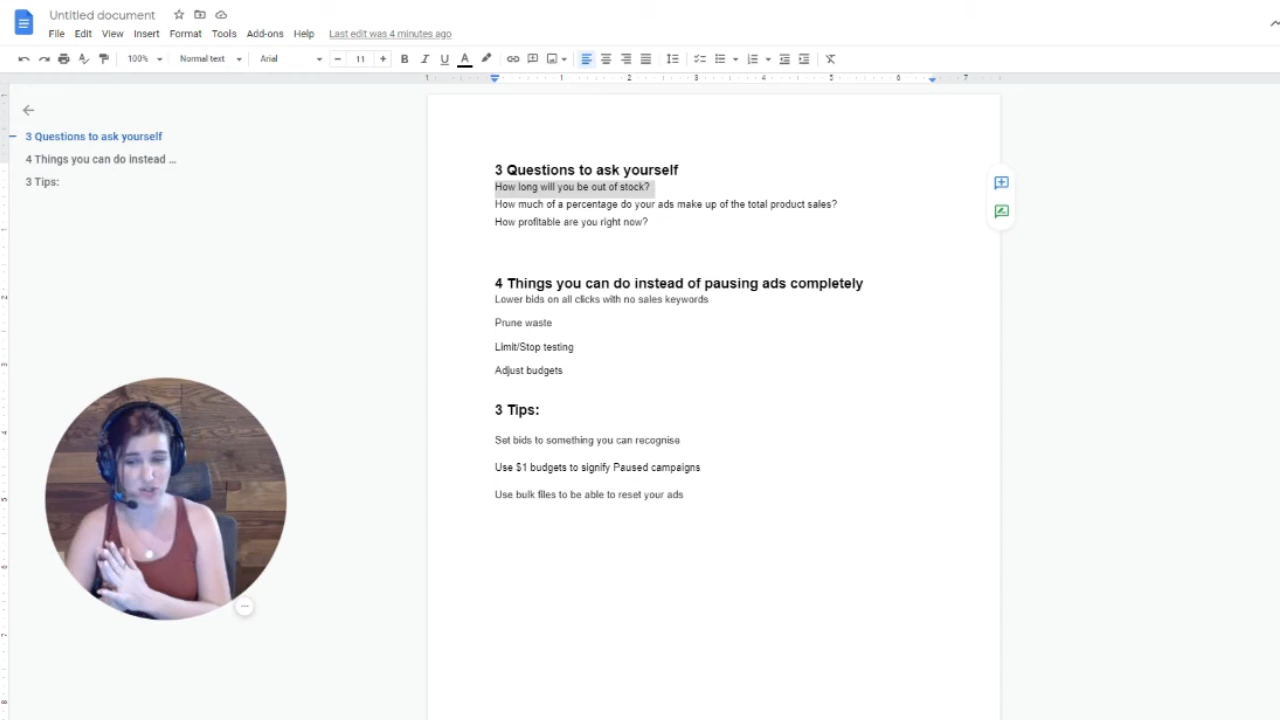 Untitled document
File Edit View Insert Format Tools Add-ons Help Last edit was 4 minutes ago
100% Normal text Arial 11
3 Questions to ask yourself
4 Things you can do instead ...
3 Tips:
3 Questions to ask yourself
How long will you be out of stock?
How much of a percentage do your ads make up of the total product sales?
How profitable are you right now?
4 Things you can do instead of pausing ads completely
Lower bids on all clicks with no sales keywords
Prune waste
Limit/Stop testing
Adjust budgets
3 Tips:
Set bids to something you can recognise
Use $1 budgets to signify Paused campaigns
Use bulk files to be able to reset your ads